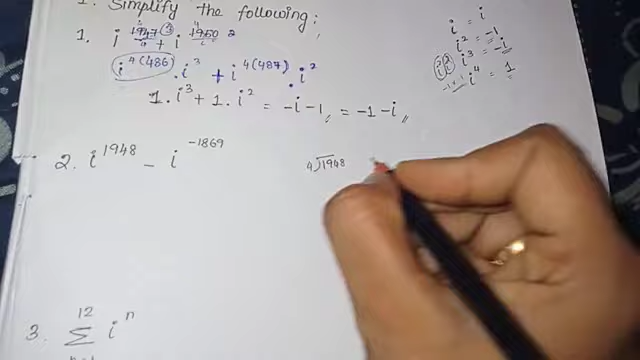 1. Simplify the following:
1. i^1947 + i^1950
i^4(486) . i^3 + i^4(487) . i^2
1. i^3 + 1. i^2 = -i -1,, = -1 - i,,
i = i
i^2 = -1
i^3 = -i
i^4 = 1
2. i^1948 - i^-1869
4)1948
3. 12 Σ i^n